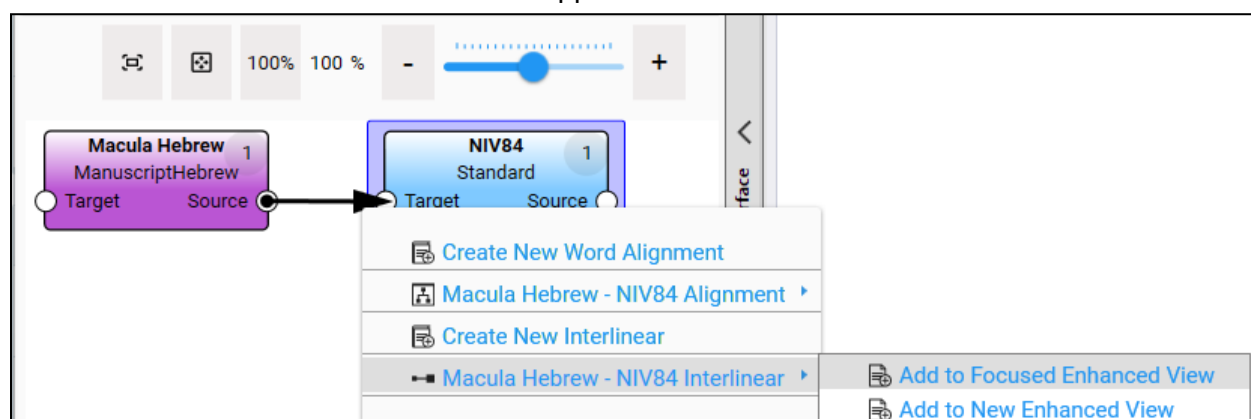 100% 100 % - +
Macula Hebrew 1
ManuscriptHebrew
Target Source
NIV84 1
Standard
Target Source
Create New Word Alignment
Macula Hebrew - NIV84 Alignment
Create New Interlinear
Macula Hebrew - NIV84 Interlinear
Add to Focused Enhanced View
Add to New Enhanced View